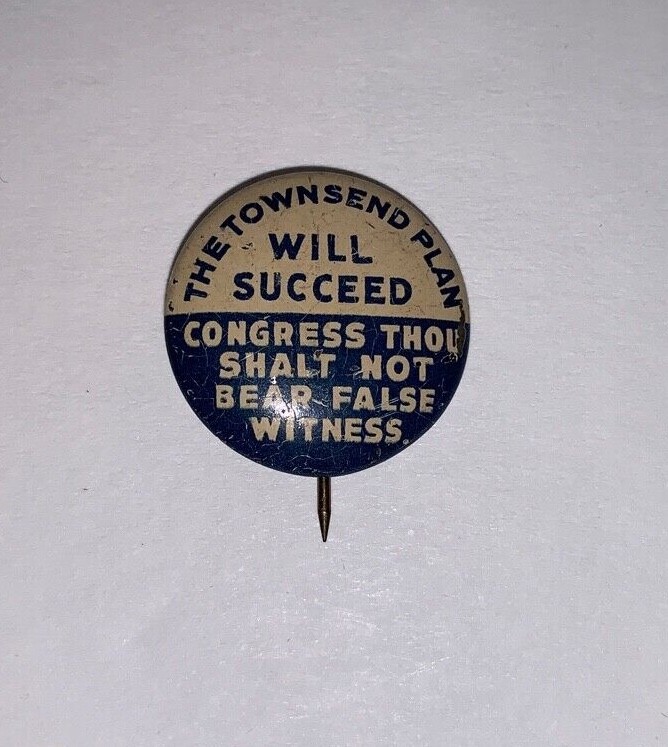 THE TOWNSEND PLAN
WILL
SUCCEED
CONGRESS THOU
SHALT NOT
BEAR FALSE
WITNESS